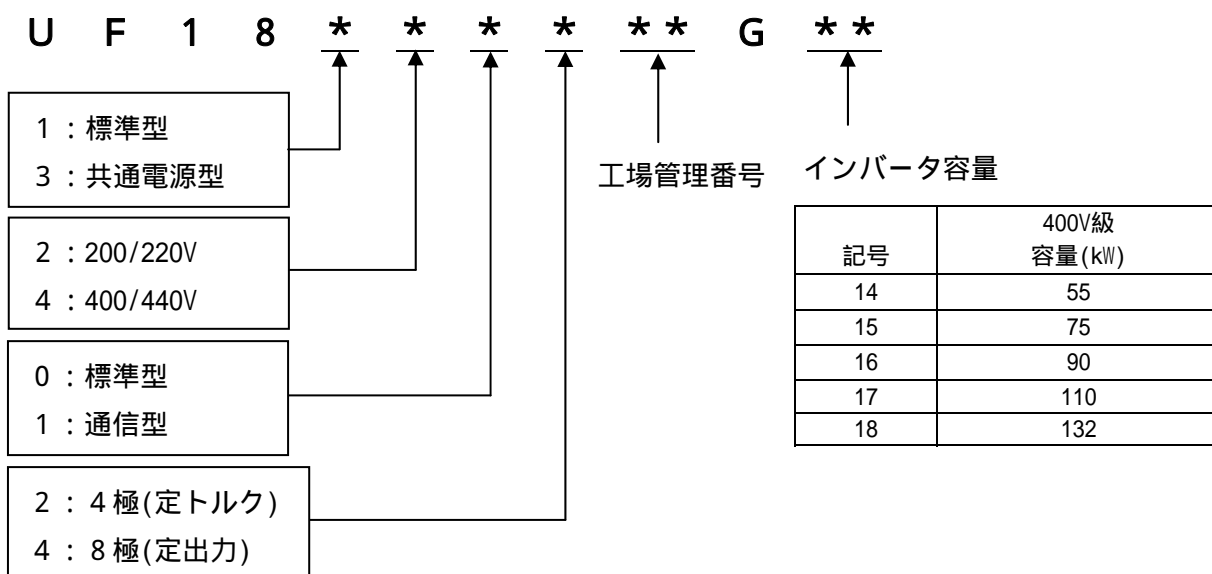 UF18****** G **
1 : 標準型
3 : 共通電源型
2 : 200/220V
4 : 400/440V
0 : 標準型
1 : 通信型
2 : 4極(定トルク)
4 : 8極(定出力)
工場管理番号
インバータ容量
記号 400V級 容量(kW)
14 55
15 75
16 90
17 110
18 132